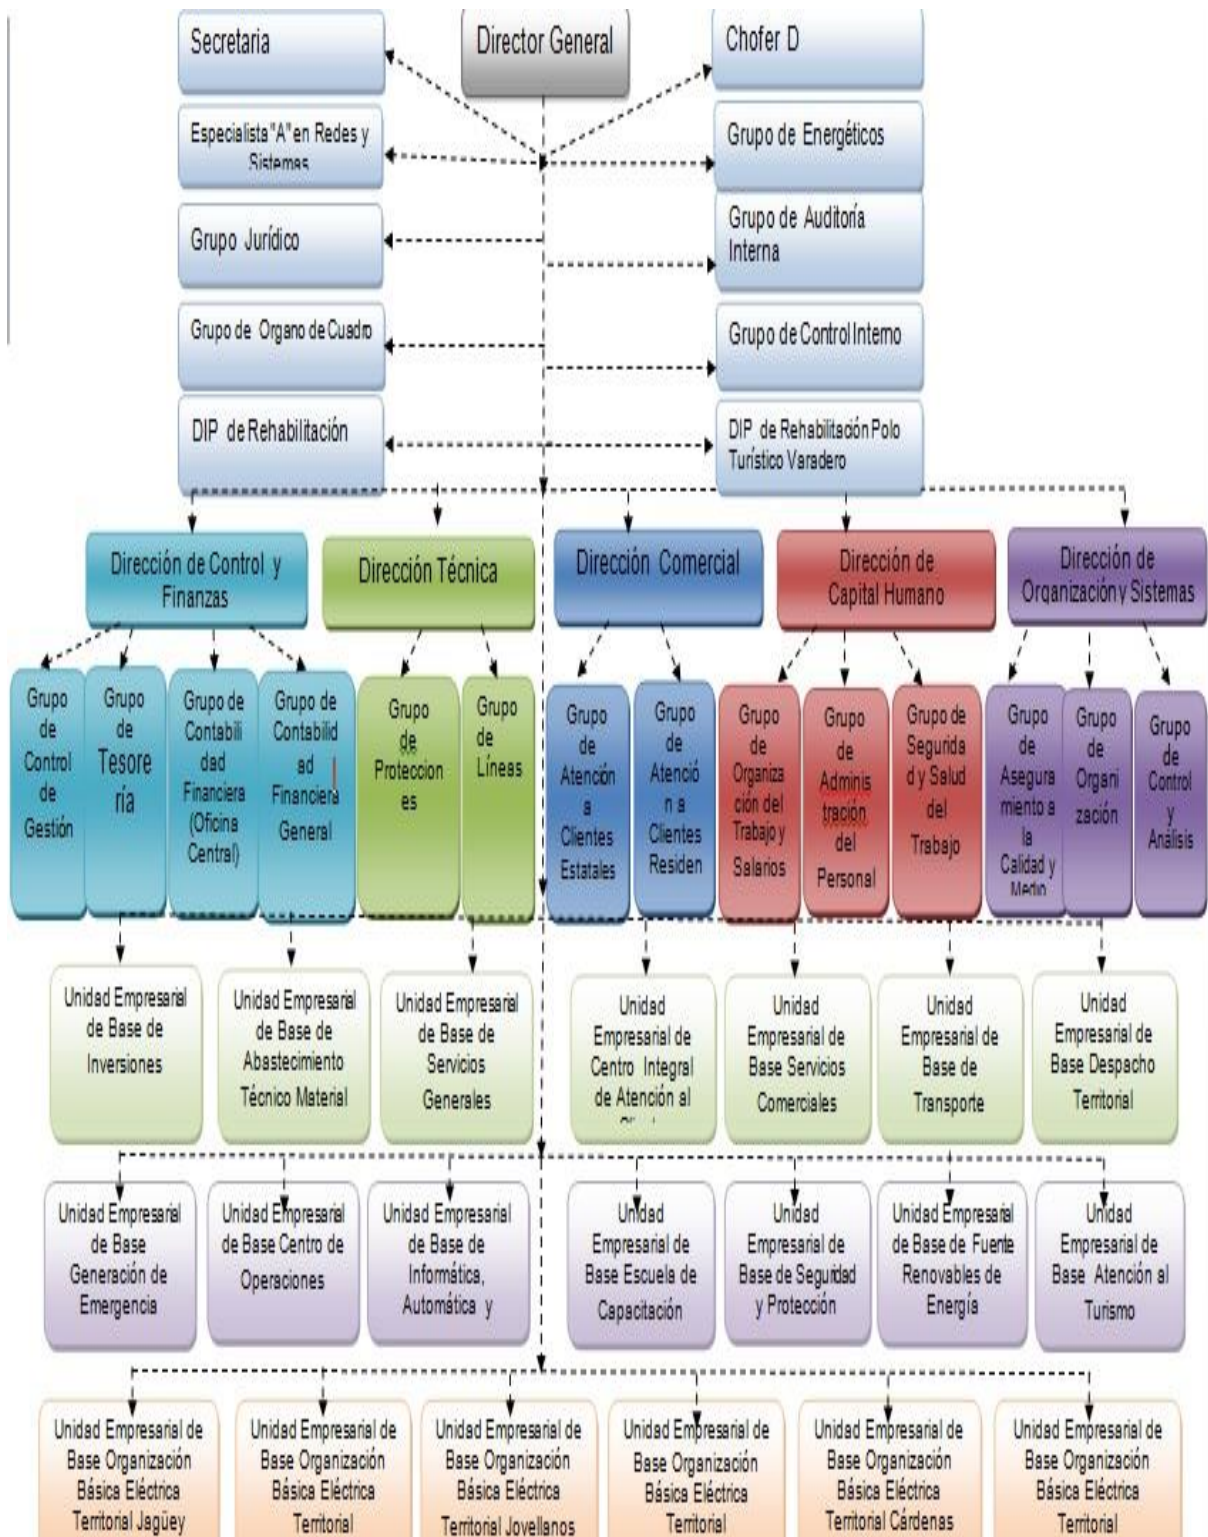 Secretaria
Director General
Chofer D
Especialista "A" en Redes y
Sistemas
Grupo de Energéticos
Grupo Jurídico
Grupo de Auditoría
Interna
Grupo de Organo de Cuadro
Grupo de Control Interno
DIP de Rehabilitación
DIP de Rehabilitación Polo
Turístico Varadero
Dirección de Control y
Finanzas
Dirección Técnica
Dirección Comercial
Dirección de
Capital Humano
Dirección de
Organización y Sistemas
Grupo
de
Control
de
Gestión
Grupo
de
Tesore
ría
Grupo de
Contabili
dad
Financiera
(Oficina
Central)
Grupo de
Contabilid
ad
Financiera
General
Grupo
de
Proteccion
es
Grupo
de
Líneas
Grupo
de
Atención
a
Clientes
Estatales
Grupo
de
Atenció
n a
Clientes
Residen
Grupo
de
Organiza
ción del
Trabajo y
Salarios
Grupo
de
Adminis
tración
del
Personal
Grupo de
Segurida
d y Salud
del
Trabajo
Grupo
de
Asegura
miento a
la
Calidad y
Medio
Grupo
de
Organi
zación
Grupo
de
Control
y
Análisis
Unidad Empresarial
de Base de
Inversiones
Unidad Empresarial
de Base de
Abastecimiento
Técnico Material
Unidad Empresarial
de Base de
Servicios
Generales
Unidad
Empresarial de
Centro Integral
de Atención al
Unidad
Empresarial de
Base Servicios
Comerciales
Unidad
Empresarial de
Base de
Transporte
Unidad
Empresarial de
Base Despacho
Territorial
Unidad Empresarial
de Base
Generación de
Emergencia
Unidad Empresarial
de Base Centro de
Operaciones
Unidad Empresarial
de Base de
Informática,
Automática y
Unidad
Empresarial de
Base Escuela de
Capacitación
Unidad
Empresarial de
Base de Seguridad
y Protección
Unidad Empresarial
de Base de Fuente
Renovables de
Energía
Unidad
Empresarial de
Base Atención al
Turismo
Unidad Empresarial de
Base Organización
Básica Eléctrica
Territorial Jagüey
Unidad Empresarial de
Base Organización
Básica Eléctrica
Territorial
Unidad Empresarial de
Base Organización
Básica Eléctrica
Territorial Jovellanos
Unidad Empresarial de
Base Organización
Básica Eléctrica
Territorial
Unidad Empresarial de
Base Organización
Básica Eléctrica
Territorial Cárdenas
Unidad Empresarial de
Base Organización
Básica Eléctrica
Territorial